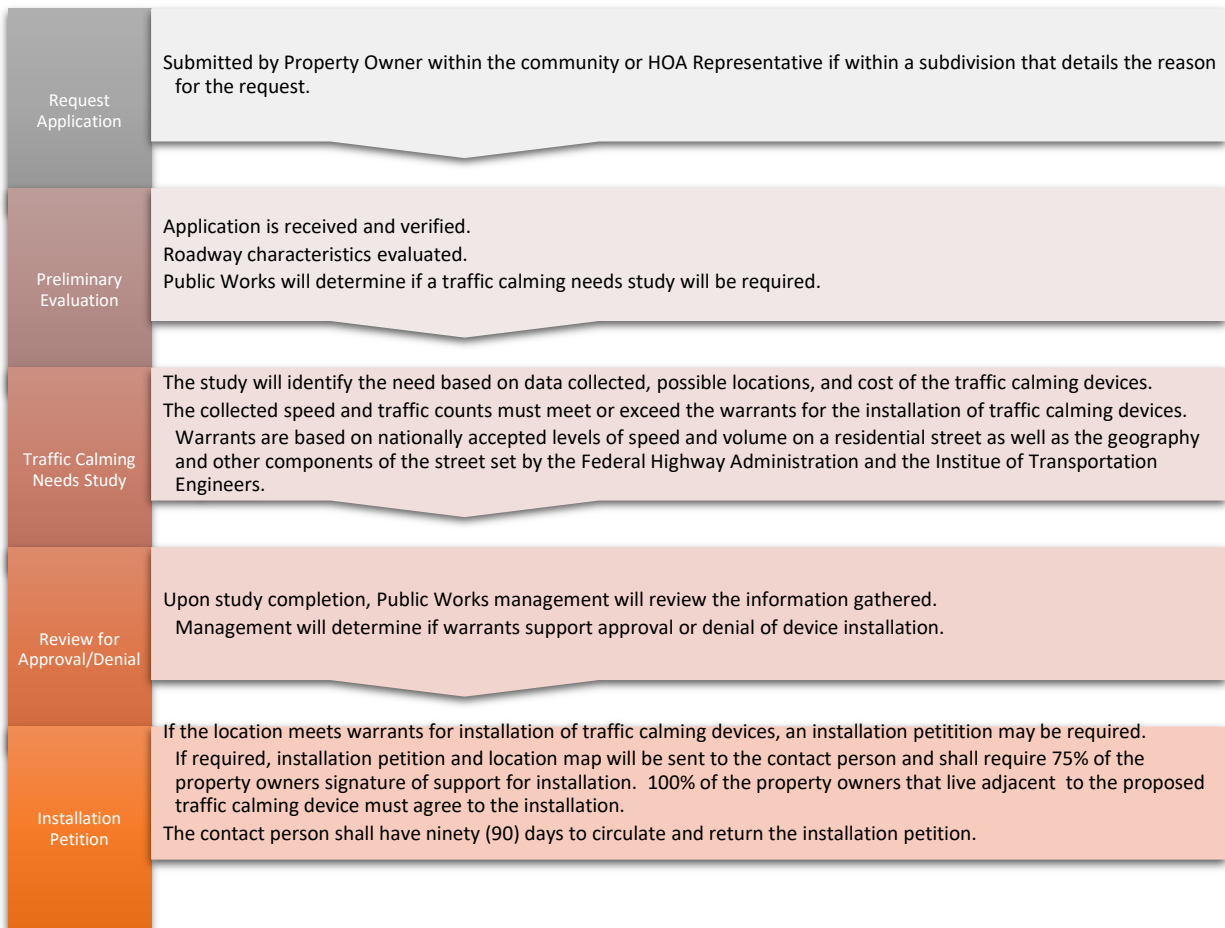 Request
Application
Submitted by Property Owner within the community or HOA Representative if within a subdivision that details the reason
for the request.
Preliminary
Evaluation
Application is received and verified.
Roadway characteristics evaluated.
Public Works will determine if a traffic calming needs study will be required.
Traffic Calming
Needs Study
The study will identify the need based on data collected, possible locations, and cost of the traffic calming devices.
The collected speed and traffic counts must meet or exceed the warrants for the installation of traffic calming devices.
Warrants are based on nationally accepted levels of speed and volume on a residential street as well as the geography
and other components of the street set by the Federal Highway Administration and the Institue of Transportation
Engineers.
Review for
Approval/Denial
Upon study completion, Public Works management will review the information gathered.
Management will determine if warrants support approval or denial of device installation.
Installation
Petition
If the location meets warrants for installation of traffic calming devices, an installation petitition may be required.
If required, installation petition and location map will be sent to the contact person and shall require 75% of the
property owners signature of support for installation.  100% of the property owners that live adjacent  to the proposed
traffic calming device must agree to the installation.
The contact person shall have ninety (90) days to circulate and return the installation petition.